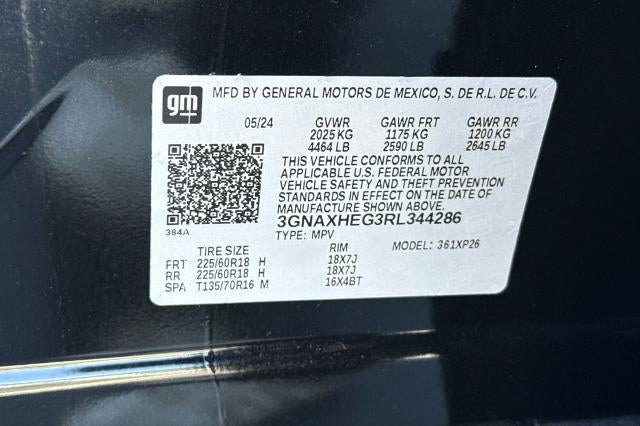 gm
MFD BY GENERAL MOTORS DE MEXICO, S. DE R.L. DE C.V.
05/24 GVWR GAWR FRT GAWR RR
2025 KG 1175 KG 1200 KG
4464 LB 2590 LB 2645 LB
THIS VEHICLE CONFORMS TO ALL
APPLICABLE U.S. FEDERAL MOTOR
VEHICLE SAFETY AND THEFT PREVENTION
STANDARDS IN EFFECT ON THE DATE OF
MANUFACTURE SHOWN ABOVE.
3GNAXHEG3RL344286
384A
TYPE: MPV MODEL: 361XP26
TIRE SIZE RIM
FRT 225/60R18 H 18X7J
RR 225/60R18 H 18X7J
SPA T135/70R16 M 16X4BT